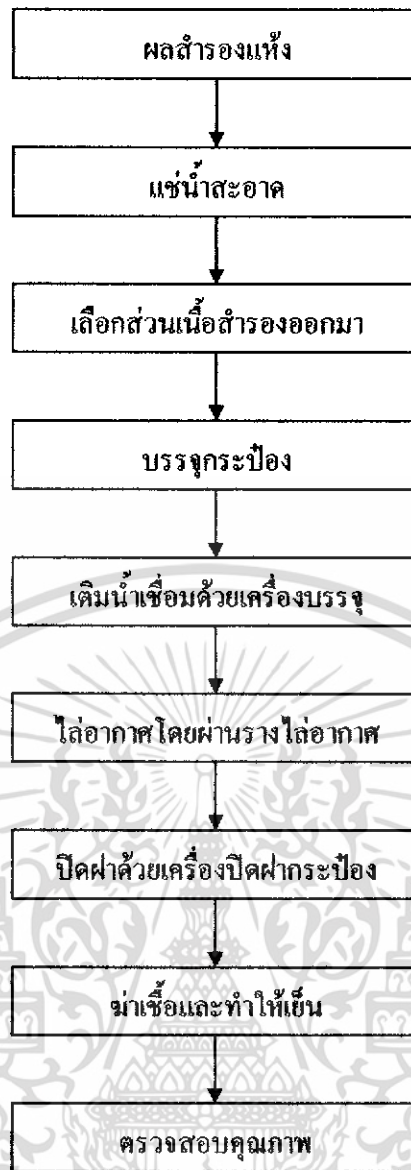 ผลสำรองแห้ง
แช่น้ำสะอาด
เลือกส่วนเนื้อสำรองออกมา
บรรจุกระป๋อง
เติมน้ำเชื่อมด้วยเครื่องบรรจุ
ไล่อากาศโดยผ่านรางไล่อากาศ
ปิดฝาด้วยเครื่องปิดฝากระป๋อง
ฆ่าเชื้อและทำให้เย็น
ตรวจสอบคุณภาพ